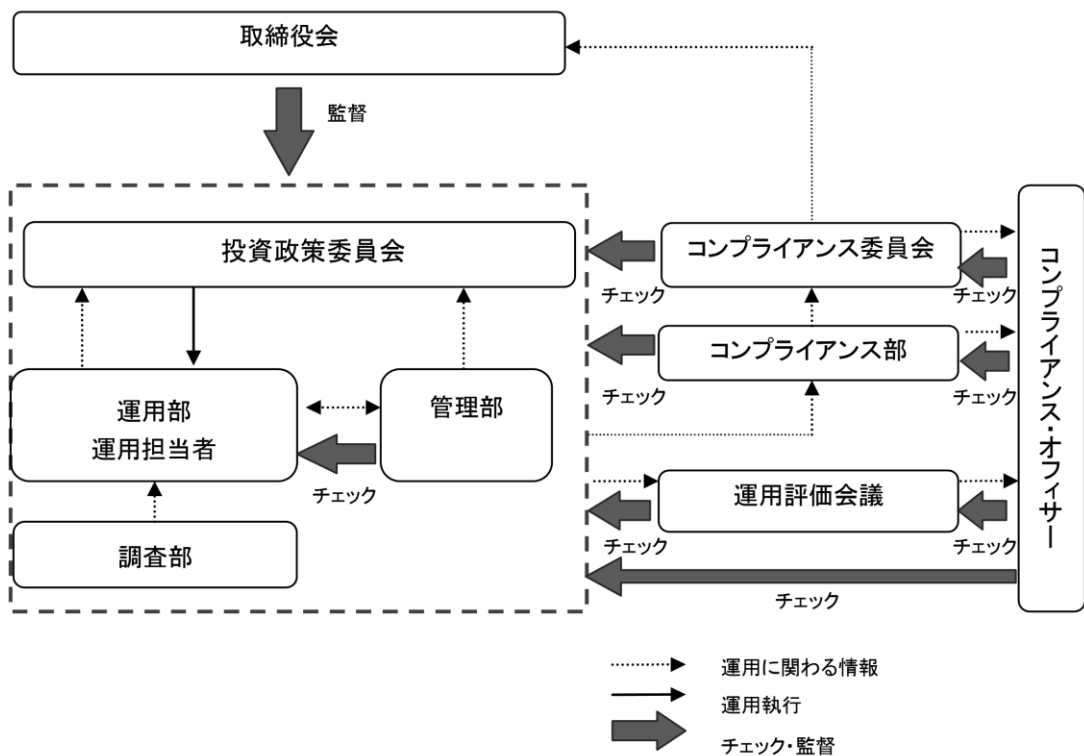 取締役会
監督
投資政策委員会
コンプライアンス委員会
チェック
チェック
コンプライアンス部
チェック
チェック
運用部
運用担当者
管理部
チェック
運用評価会議
チェック
チェック
調査部
チェック
コンプライアンス・オフィサー
運用に関わる情報
運用執行
チェック・監督